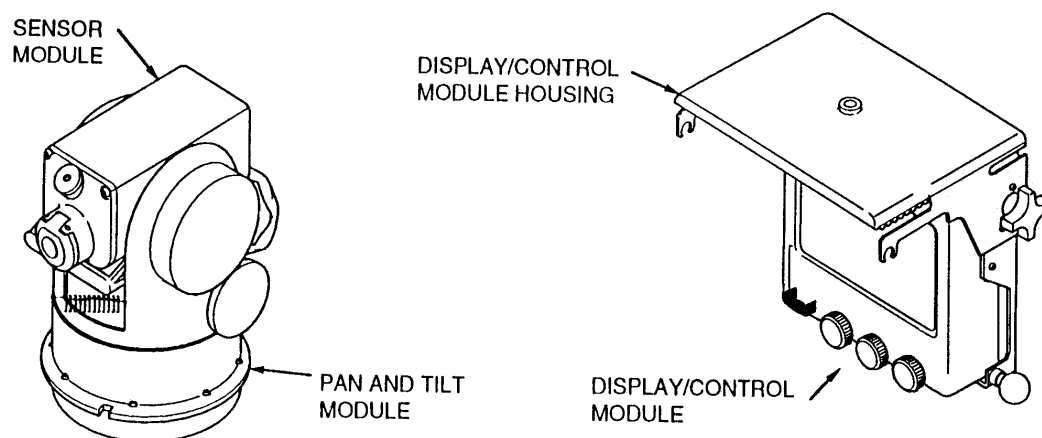 SENSOR
MODULE
DISPLAY/CONTROL
MODULE HOUSING
PAN AND TILT
MODULE
DISPLAY/CONTROL
MODULE